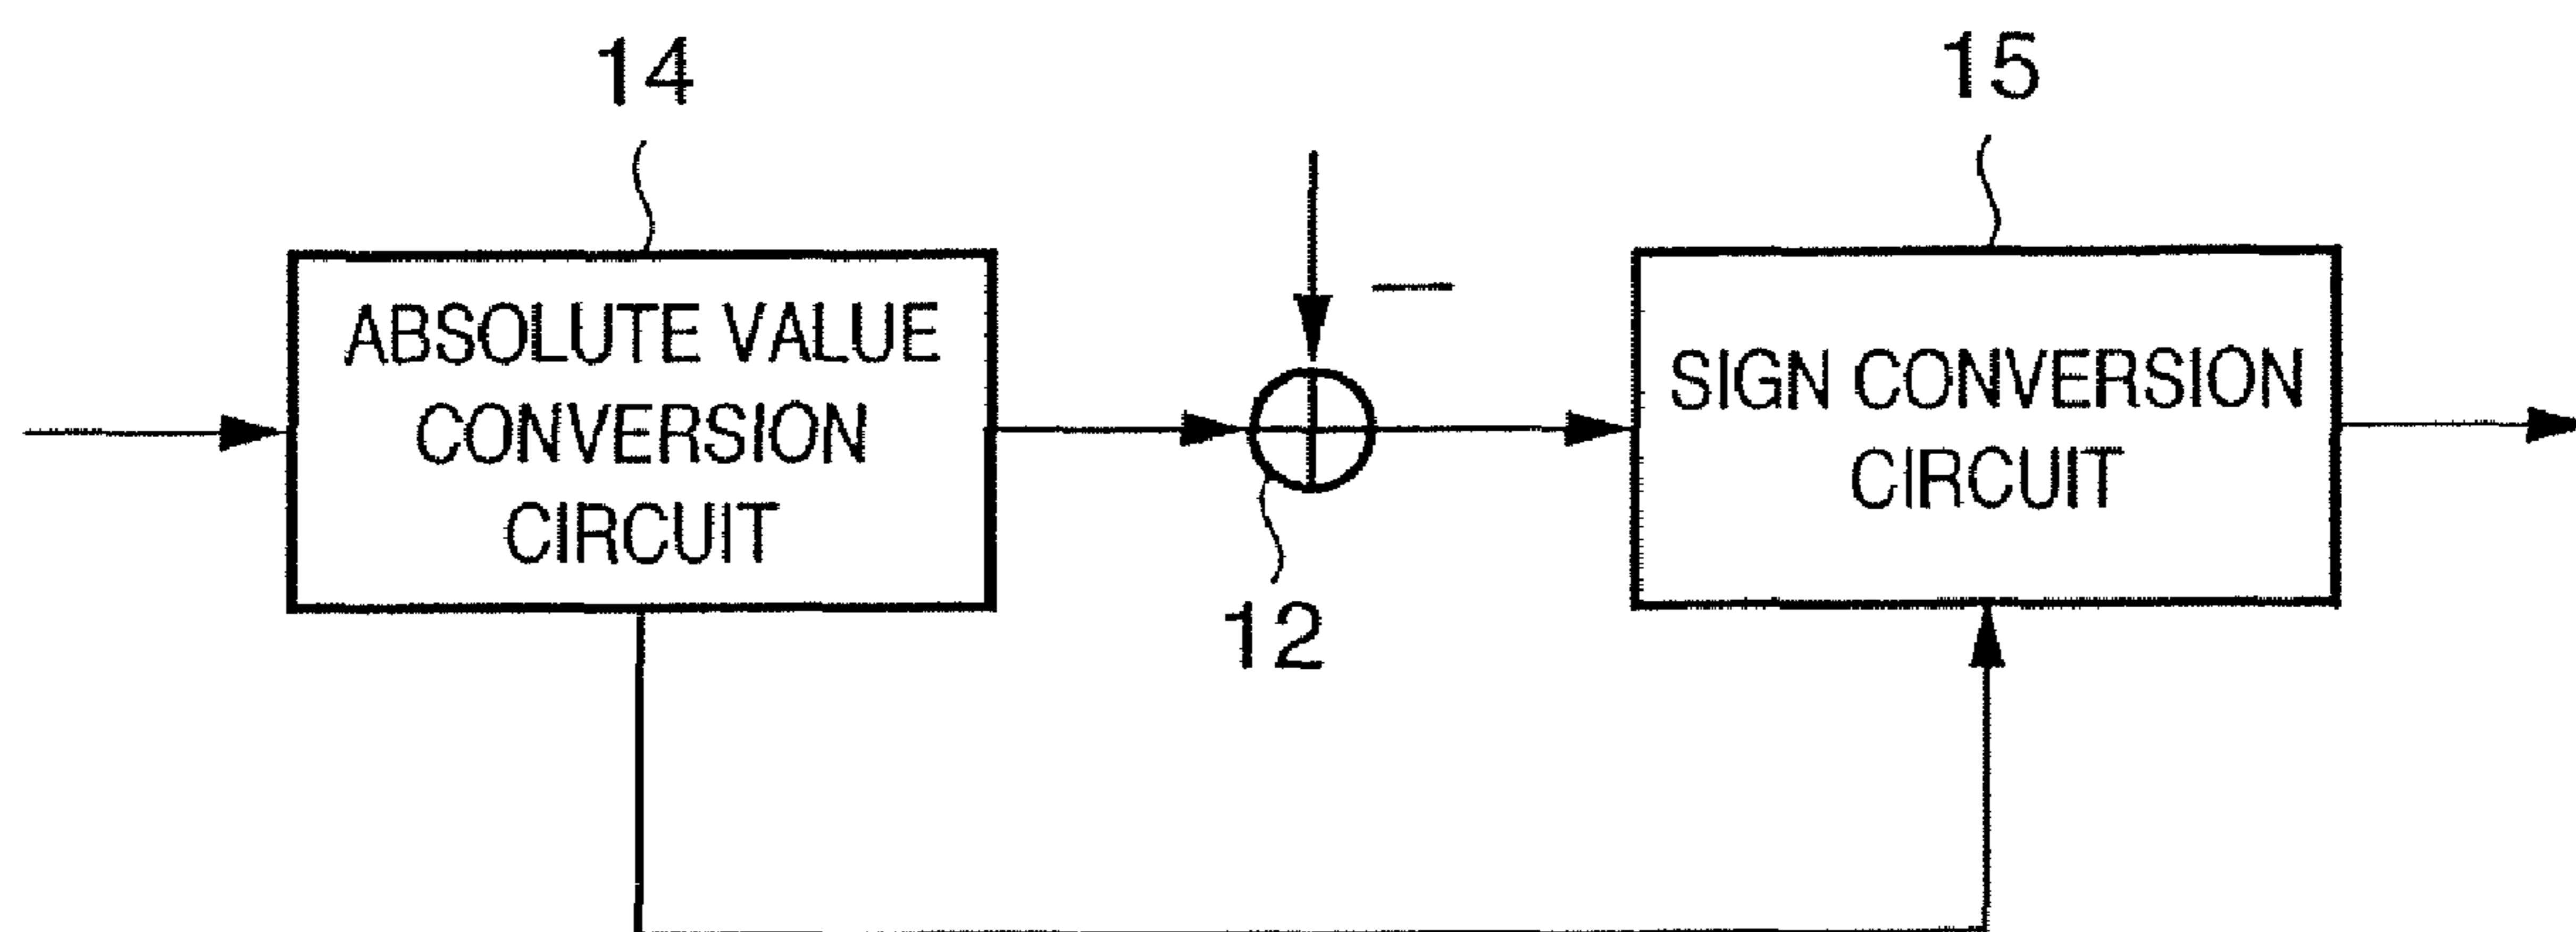 14
15
ABSOLUTE VALUE
CONVERSION
CIRCUIT
−
SIGN CONVERSION
CIRCUIT
12